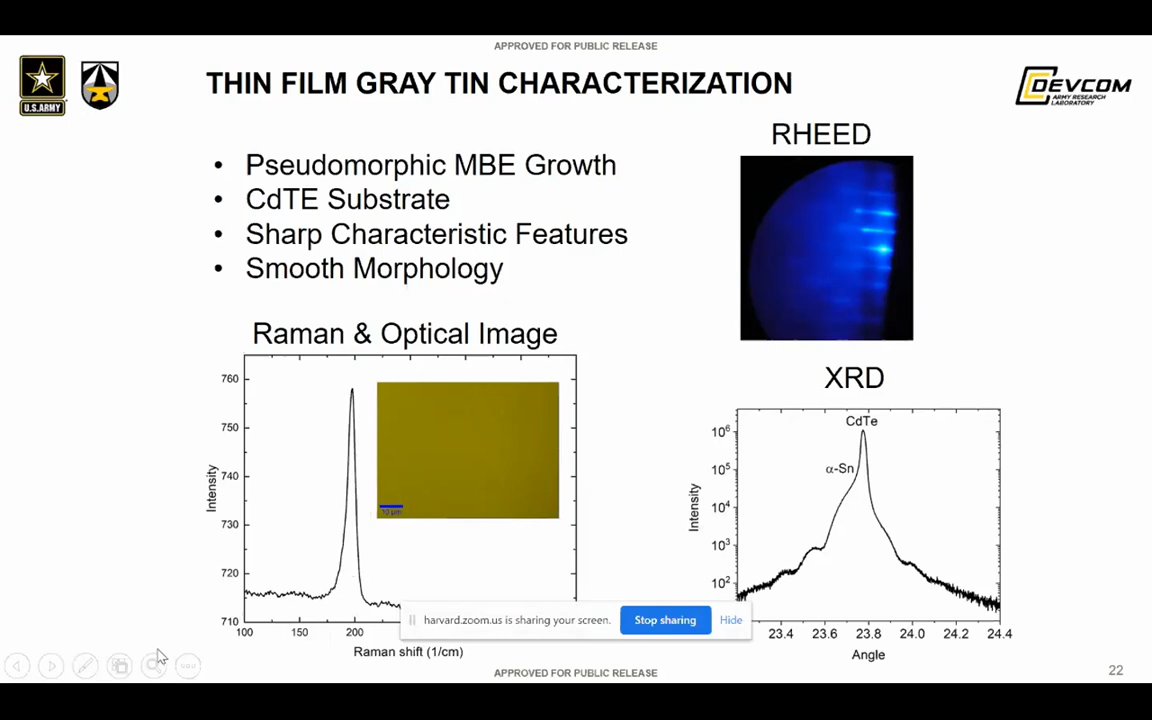 APPROVED FOR PUBLIC RELEASE
U.S.ARMY
THIN FILM GRAY TIN CHARACTERIZATION
DEVCOM
ARMY RESEARCH
LABORATORY
• Pseudomorphic MBE Growth
• CdTE Substrate
• Sharp Characteristic Features
• Smooth Morphology
RHEED
Raman & Optical Image
760
750
740
730
720
710
Intensity
10 µm
100 150 200
Raman shift (1/cm)
XRD
CdTe
α-Sn
10⁶
10⁵
10⁴
10³
10²
Intensity
23.4 23.6 23.8 24.0 24.2 24.4
Angle
harvard.zoom.us is sharing your screen.
Stop sharing
Hide
APPROVED FOR PUBLIC RELEASE
22